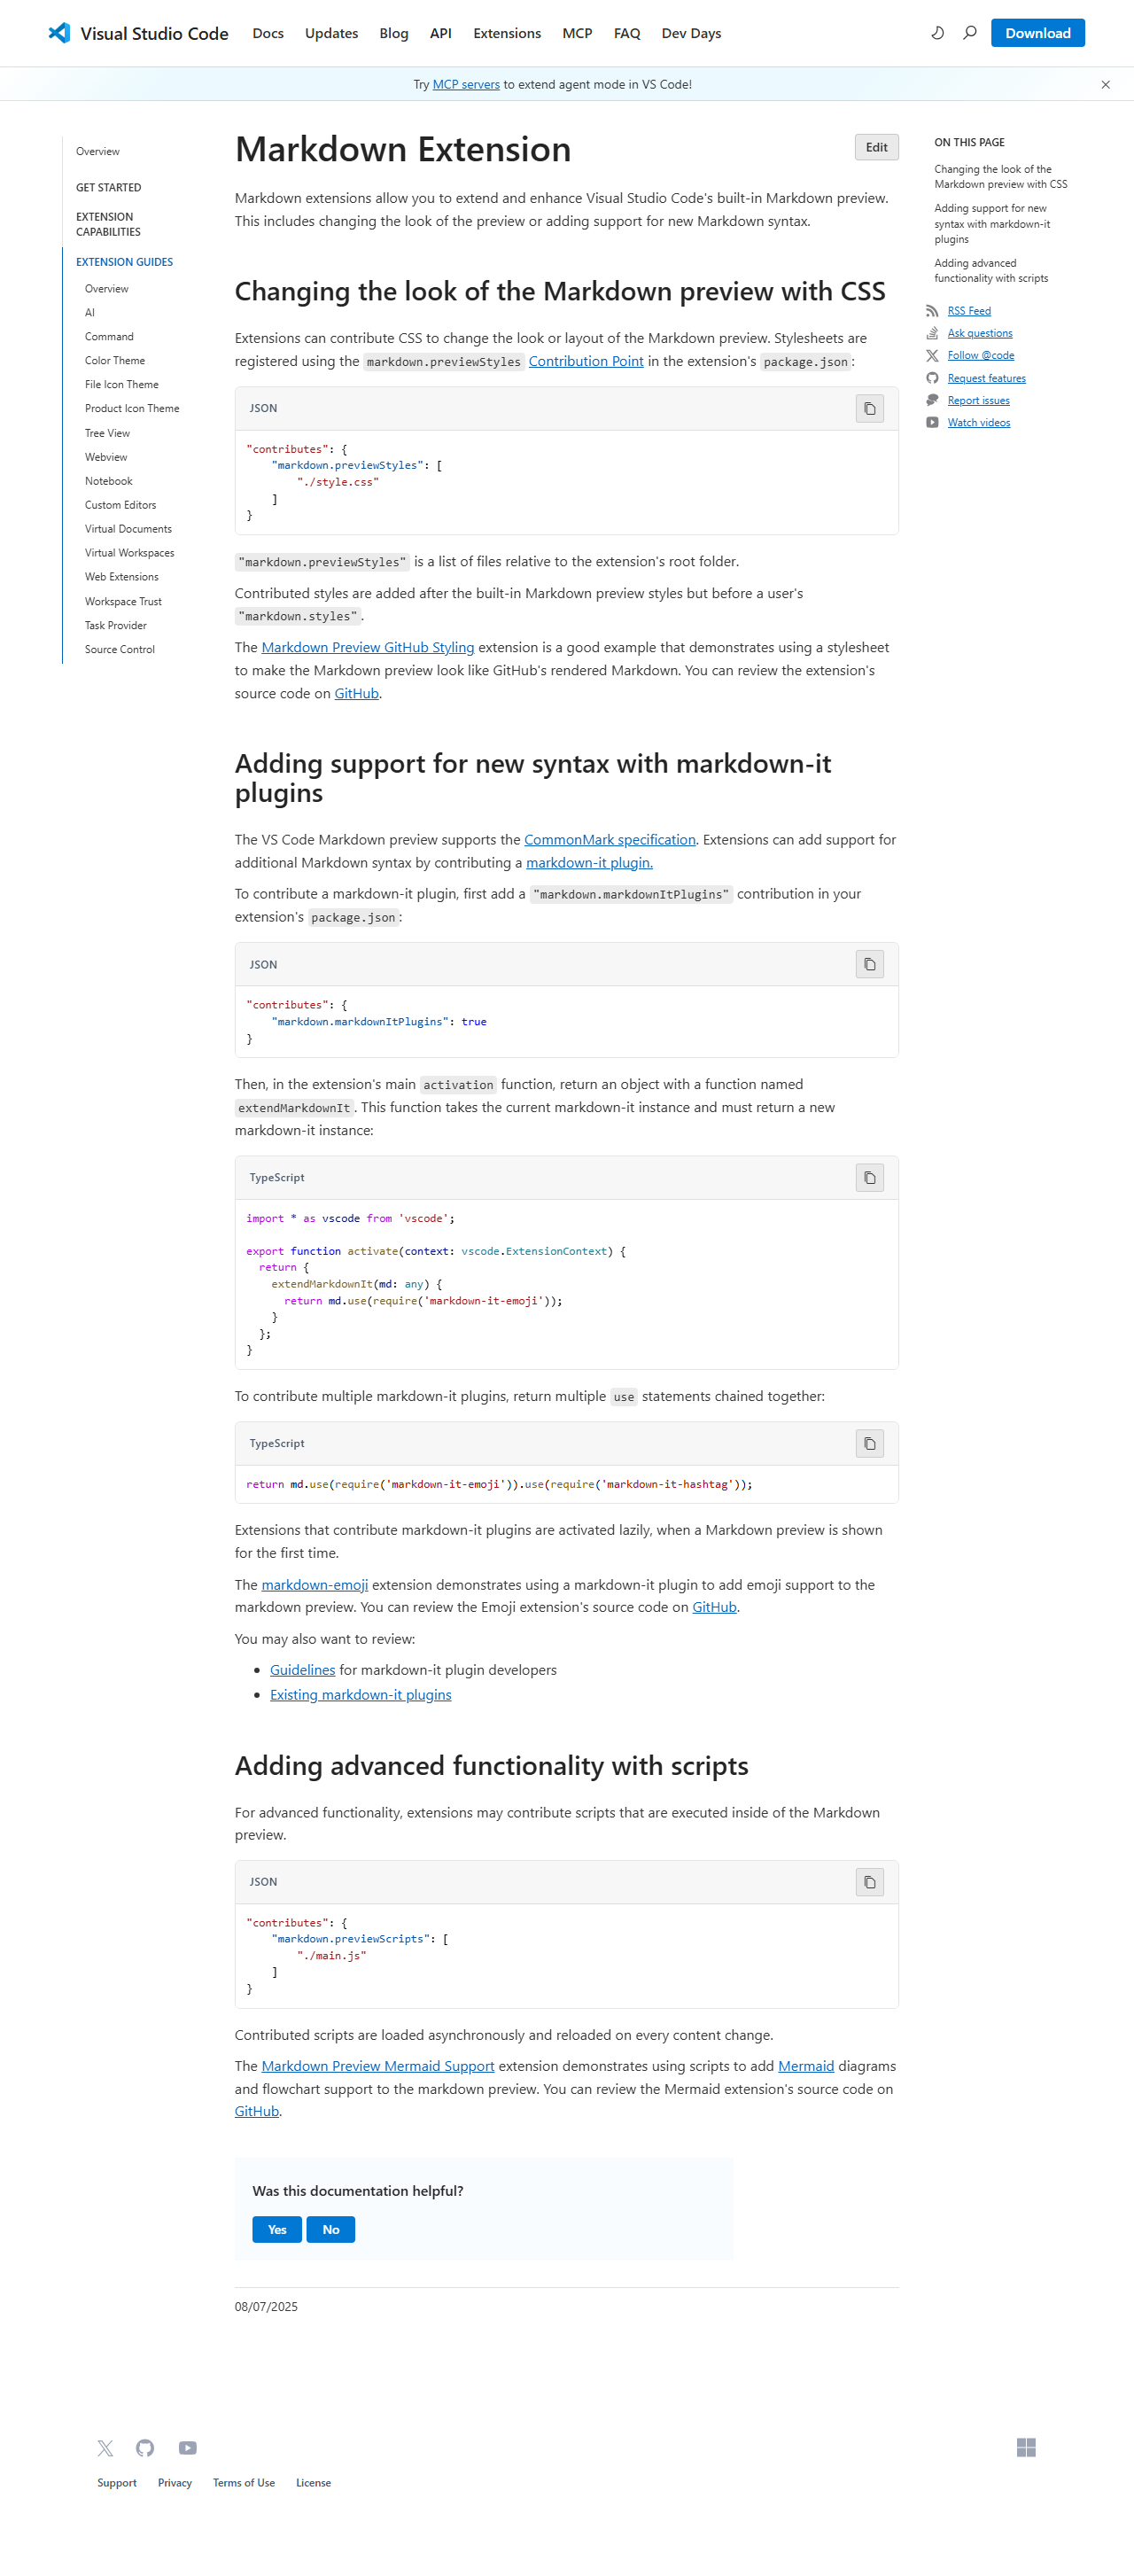 Visual Studio Code Docs Updates Blog API Extensions MCP FAQ Dev Days Download
Try MCP servers to extend agent mode in VS Code!
Overview
GET STARTED
EXTENSION
CAPABILITIES
EXTENSION GUIDES
Overview
AI
Command
Color Theme
File Icon Theme
Product Icon Theme
Tree View
Webview
Notebook
Custom Editors
Virtual Documents
Virtual Workspaces
Web Extensions
Workspace Trust
Task Provider
Source Control
Markdown Extension
Edit
Markdown extensions allow you to extend and enhance Visual Studio Code's built-in Markdown preview.
This includes changing the look of the preview or adding support for new Markdown syntax.
Changing the look of the Markdown preview with CSS
Extensions can contribute CSS to change the look or layout of the Markdown preview. Stylesheets are
registered using the markdown.previewStyles Contribution Point in the extension's package.json:
JSON
"contributes": {
    "markdown.previewStyles": [
        "./style.css"
    ]
}
"markdown.previewStyles" is a list of files relative to the extension's root folder.
Contributed styles are added after the built-in Markdown preview styles but before a user's
"markdown.styles".
The Markdown Preview GitHub Styling extension is a good example that demonstrates using a stylesheet
to make the Markdown preview look like GitHub's rendered Markdown. You can review the extension's
source code on GitHub.
Adding support for new syntax with markdown-it
plugins
The VS Code Markdown preview supports the CommonMark specification. Extensions can add support for
additional Markdown syntax by contributing a markdown-it plugin.
To contribute a markdown-it plugin, first add a "markdown.markdownItPlugins" contribution in your
extension's package.json:
JSON
"contributes": {
    "markdown.markdownItPlugins": true
}
Then, in the extension's main activation function, return an object with a function named
extendMarkdownIt. This function takes the current markdown-it instance and must return a new
markdown-it instance:
TypeScript
import * as vscode from 'vscode';
export function activate(context: vscode.ExtensionContext) {
  return {
    extendMarkdownIt(md: any) {
      return md.use(require('markdown-it-emoji'));
    }
  };
}
To contribute multiple markdown-it plugins, return multiple use statements chained together:
TypeScript
return md.use(require('markdown-it-emoji')).use(require('markdown-it-hashtag'));
Extensions that contribute markdown-it plugins are activated lazily, when a Markdown preview is shown
for the first time.
The markdown-emoji extension demonstrates using a markdown-it plugin to add emoji support to the
markdown preview. You can review the Emoji extension's source code on GitHub.
You may also want to review:
• Guidelines for markdown-it plugin developers
• Existing markdown-it plugins
Adding advanced functionality with scripts
For advanced functionality, extensions may contribute scripts that are executed inside of the Markdown
preview.
JSON
"contributes": {
    "markdown.previewScripts": [
        "./main.js"
    ]
}
Contributed scripts are loaded asynchronously and reloaded on every content change.
The Markdown Preview Mermaid Support extension demonstrates using scripts to add Mermaid diagrams
and flowchart support to the markdown preview. You can review the Mermaid extension's source code on
GitHub.
Was this documentation helpful?
Yes No
08/07/2025
ON THIS PAGE
Changing the look of the
Markdown preview with CSS
Adding support for new
syntax with markdown-it
plugins
Adding advanced
functionality with scripts
RSS Feed
Ask questions
Follow @code
Request features
Report issues
Watch videos
Support Privacy Terms of Use License